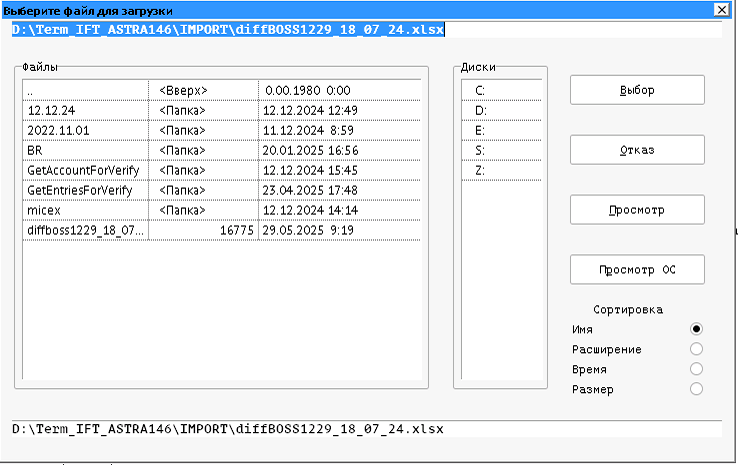 Выберите файл для загрузки
D:\Term_IFT_ASTRA146\IMPORT\diffBOSS1229_18_07_24.xlsx
Файлы
.. <Вверх> 0.00.1980 0:00
12.12.24 <Папка> 12.12.2024 12:49
2022.11.01 <Папка> 11.12.2024 8:59
BR <Папка> 20.01.2025 16:56
GetAccountForVerify <Папка> 12.12.2024 15:45
GetEntriesForVerify <Папка> 23.04.2025 17:48
micex <Папка> 12.12.2024 14:14
diffboss1229_18_07... 16775 29.05.2025 9:19
Диски
C:
D:
E:
S:
Z:
Выбор
Отказ
Просмотр
Просмотр ОС
Сортировка
Имя
Расширение
Время
Размер
D:\Term_IFT_ASTRA146\IMPORT\diffBOSS1229_18_07_24.xlsx